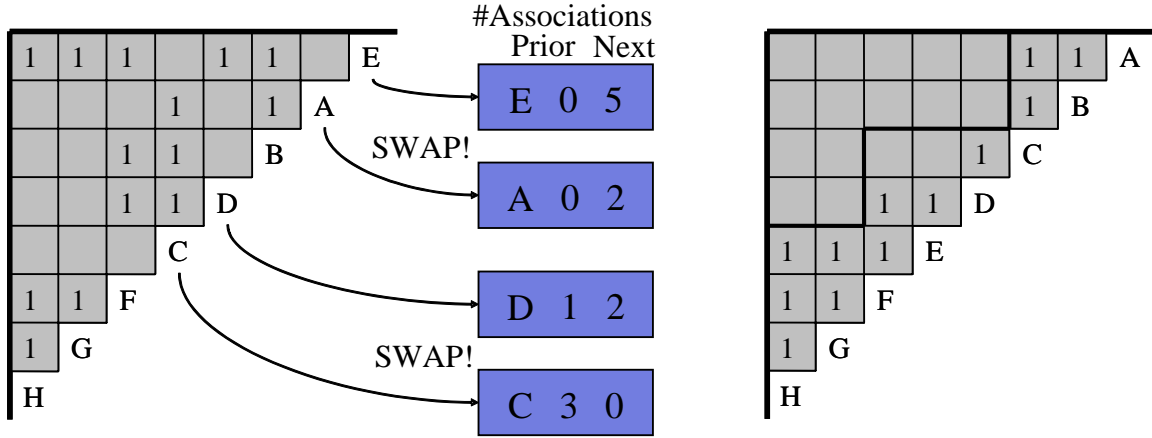 #Associations
Prior Next
1 1 1 1 1 E
1 1 A
1 1 B
1 1 D
C
1 1 F
1 G
H
SWAP!
SWAP!
E 0 5
A 0 2
D 1 2
C 3 0
1 1 A
1 B
1 C
1 1 D
1 1 1 E
1 1 F
1 G
H